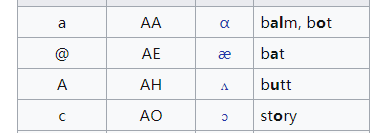 a AA ɑ balm, bot
@ AE æ bat
A AH ʌ butt
c AO ɔ story